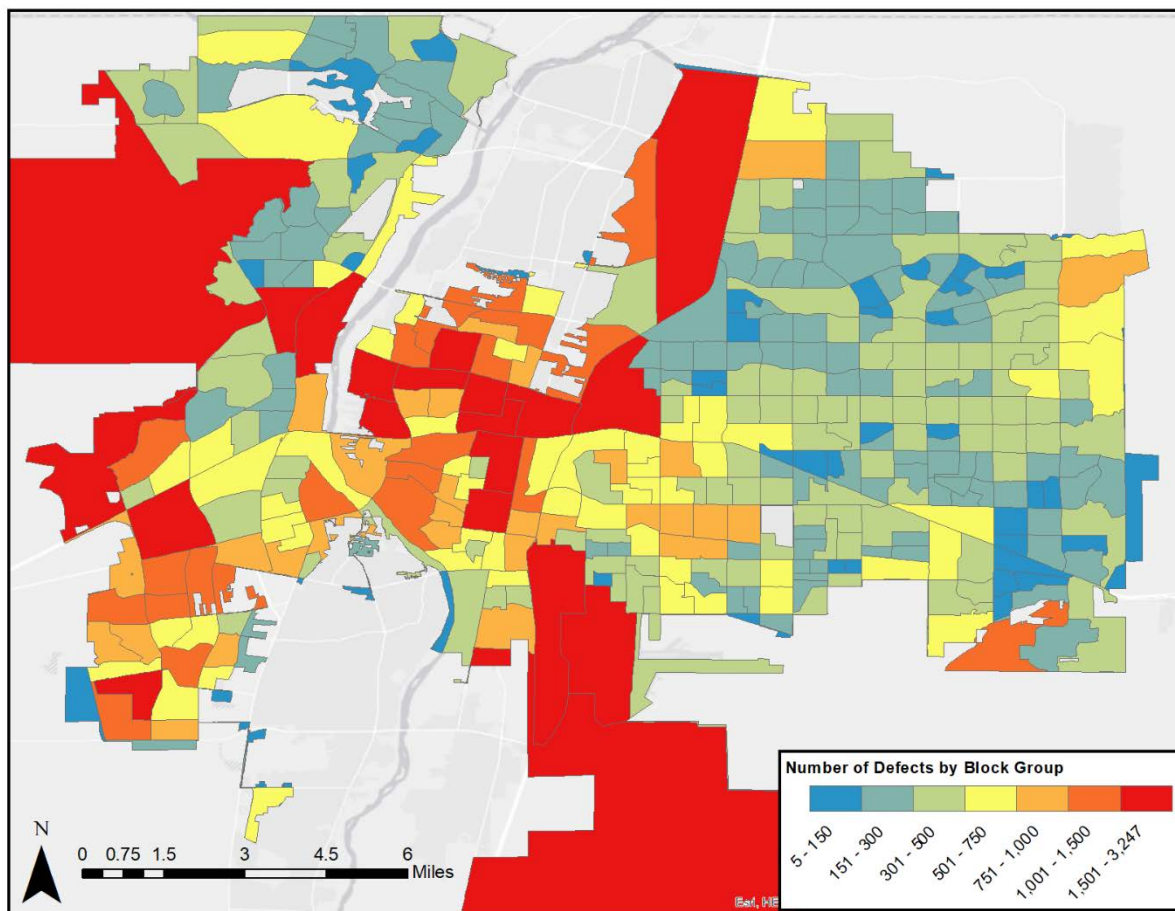 Number of Defects by Block Group
5 - 150
151 - 300
301 - 500
501 - 750
751 - 1,000
1,001 - 1,500
1,501 - 3,247
N
0 0.75 1.5 3 4.5 6
Miles
Esri,